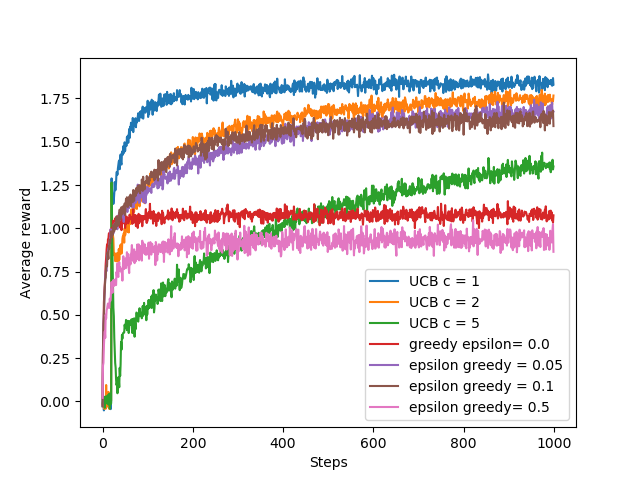 Average reward
1.75
1.50
1.25
1.00
0.75
0.50
0.25
0.00
UCB c = 1
UCB c = 2
UCB c = 5
greedy epsilon= 0.0
epsilon greedy = 0.05
epsilon greedy = 0.1
epsilon greedy= 0.5
0 200 400 600 800 1000
Steps